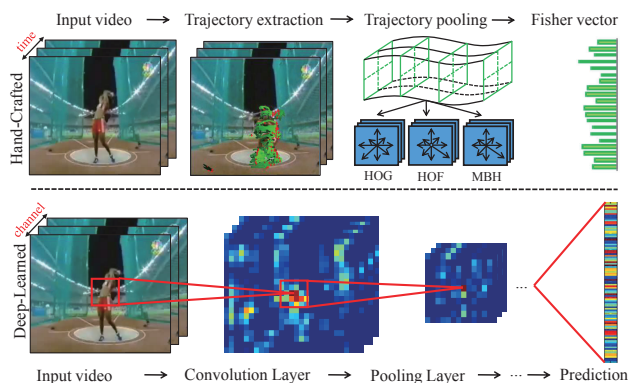 Input video → Trajectory extraction → Trajectory pooling → Fisher vector
time
Hand-Crafted
HOG HOF MBH
channel
Deep-Learned
...
Input video → Convolution Layer → Pooling Layer → ... → Prediction